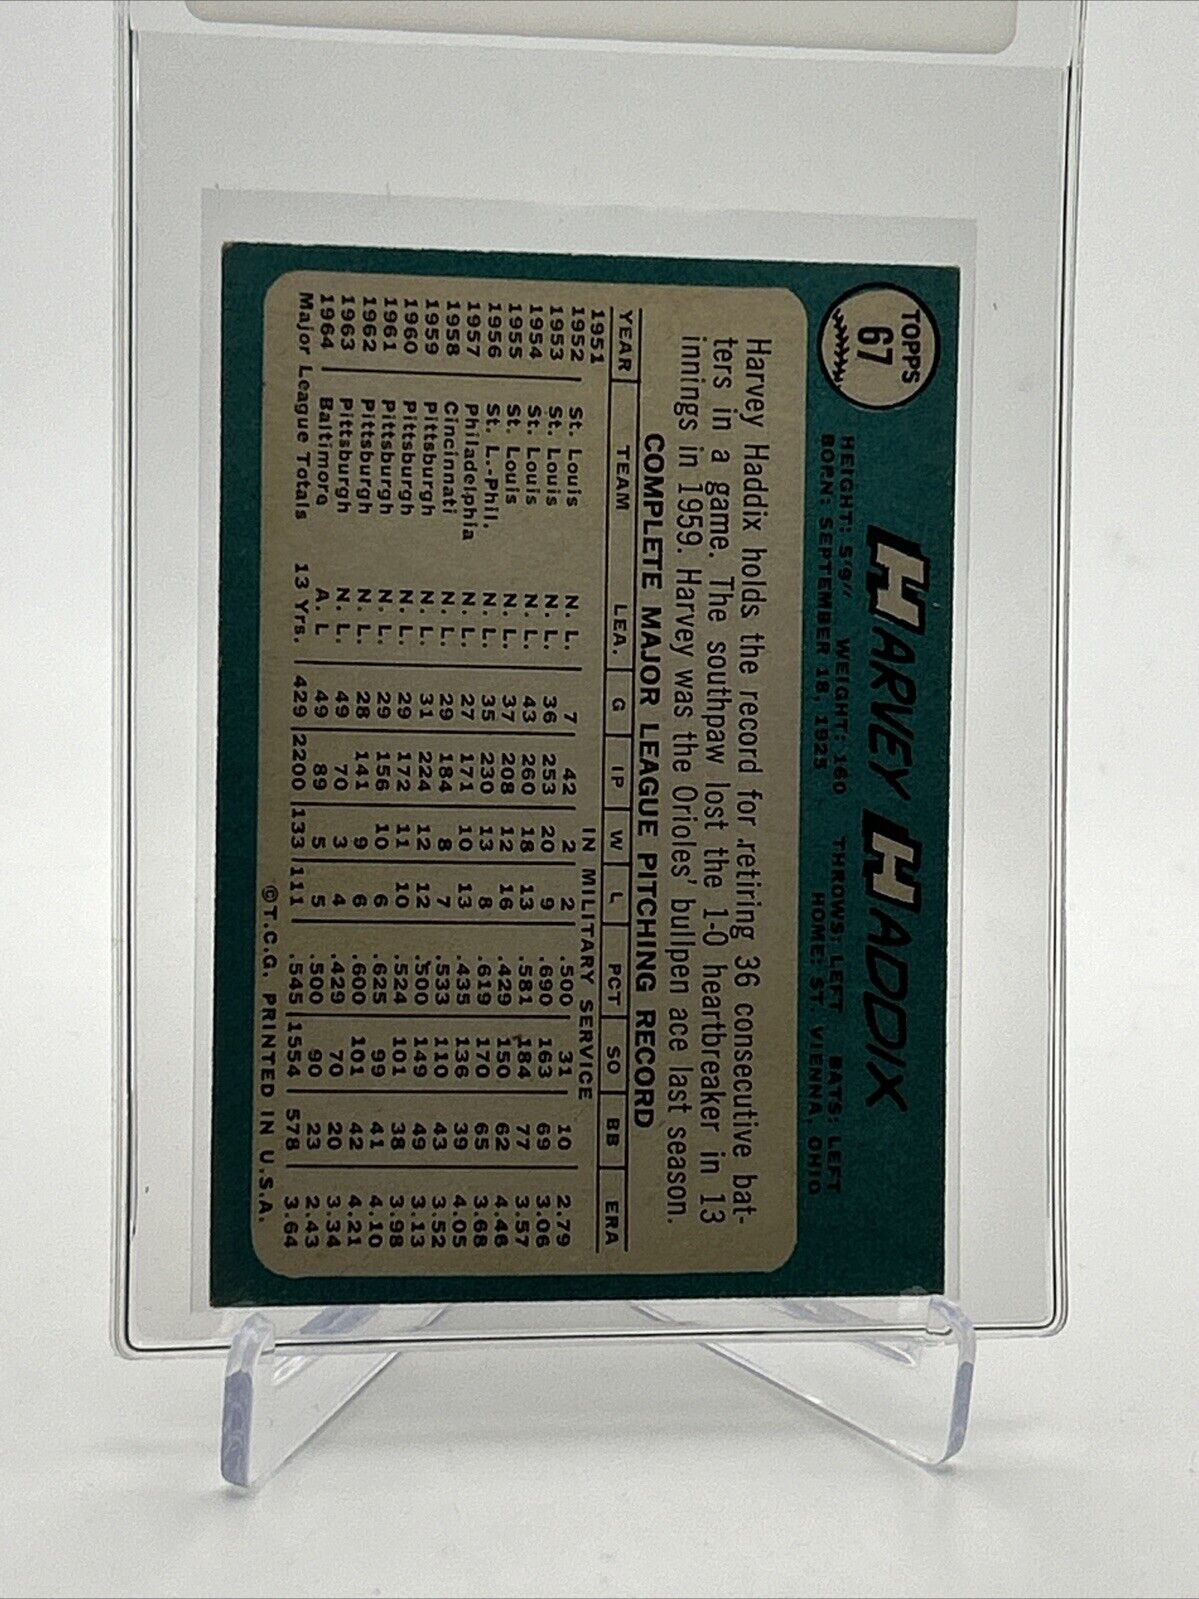 TOPPS
67
HARVEY HADDIX
HEIGHT: 5'9" WEIGHT: 160 THROWS: LEFT BATS: LEFT
BORN: SEPTEMBER 18, 1925 HOME: ST. VIENNA, OHIO
Harvey Haddix holds the record for retiring 36 consecutive bat-
ters in a game. The southpaw lost the 1-0 heartbreaker in 13
innings in 1959. Harvey was the Orioles' bullpen ace last season.
COMPLETE MAJOR LEAGUE PITCHING RECORD
YEAR TEAM LEA. G IP W L PCT SO BB ERA
1951 IN MILITARY SERVICE
1952 St. Louis N. L. 7 42 2 2 .500 31 10 2.79
1953 St. Louis N. L. 36 253 20 9 .690 163 69 3.06
1954 St. Louis N. L. 43 260 18 13 .581 184 77 3.57
1955 St. Louis N. L. 37 208 12 16 .429 150 62 4.46
1956 St. L.-Phil. N. L. 35 230 13 8 .619 170 65 3.68
1957 Philadelphia N. L. 27 171 10 13 .435 136 39 4.05
1958 Cincinnati N. L. 29 184 8 7 .533 110 43 3.52
1959 Pittsburgh N. L. 31 224 12 12 .500 149 49 3.13
1960 Pittsburgh N. L. 29 172 11 10 .524 101 38 3.98
1961 Pittsburgh N. L. 29 156 10 6 .625 99 41 4.10
1962 Pittsburgh N. L. 28 141 9 6 .600 101 42 4.21
1963 Pittsburgh N. L. 49 70 3 4 .429 70 20 3.34
1964 Baltimore A. L 49 89 5 5 .500 90 23 2.43
Major League Totals 13 Yrs. 429 2200 133 111 .545 1554 578 3.64
©T.C.G. PRINTED IN U.S.A.